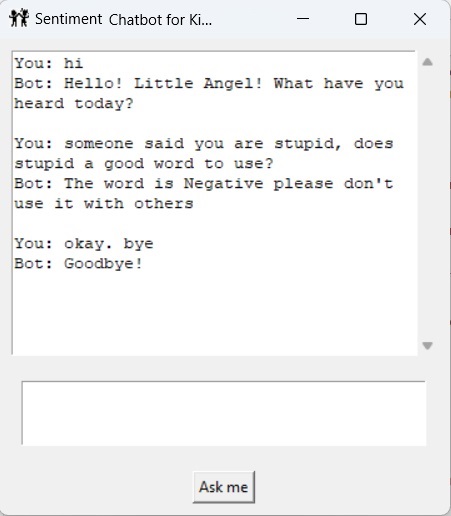 Sentiment Chatbot for Ki...
You: hi
Bot: Hello! Little Angel! What have you
heard today?
You: someone said you are stupid, does
stupid a good word to use?
Bot: The word is Negative please don't
use it with others
You: okay. bye
Bot: Goodbye!
Ask me